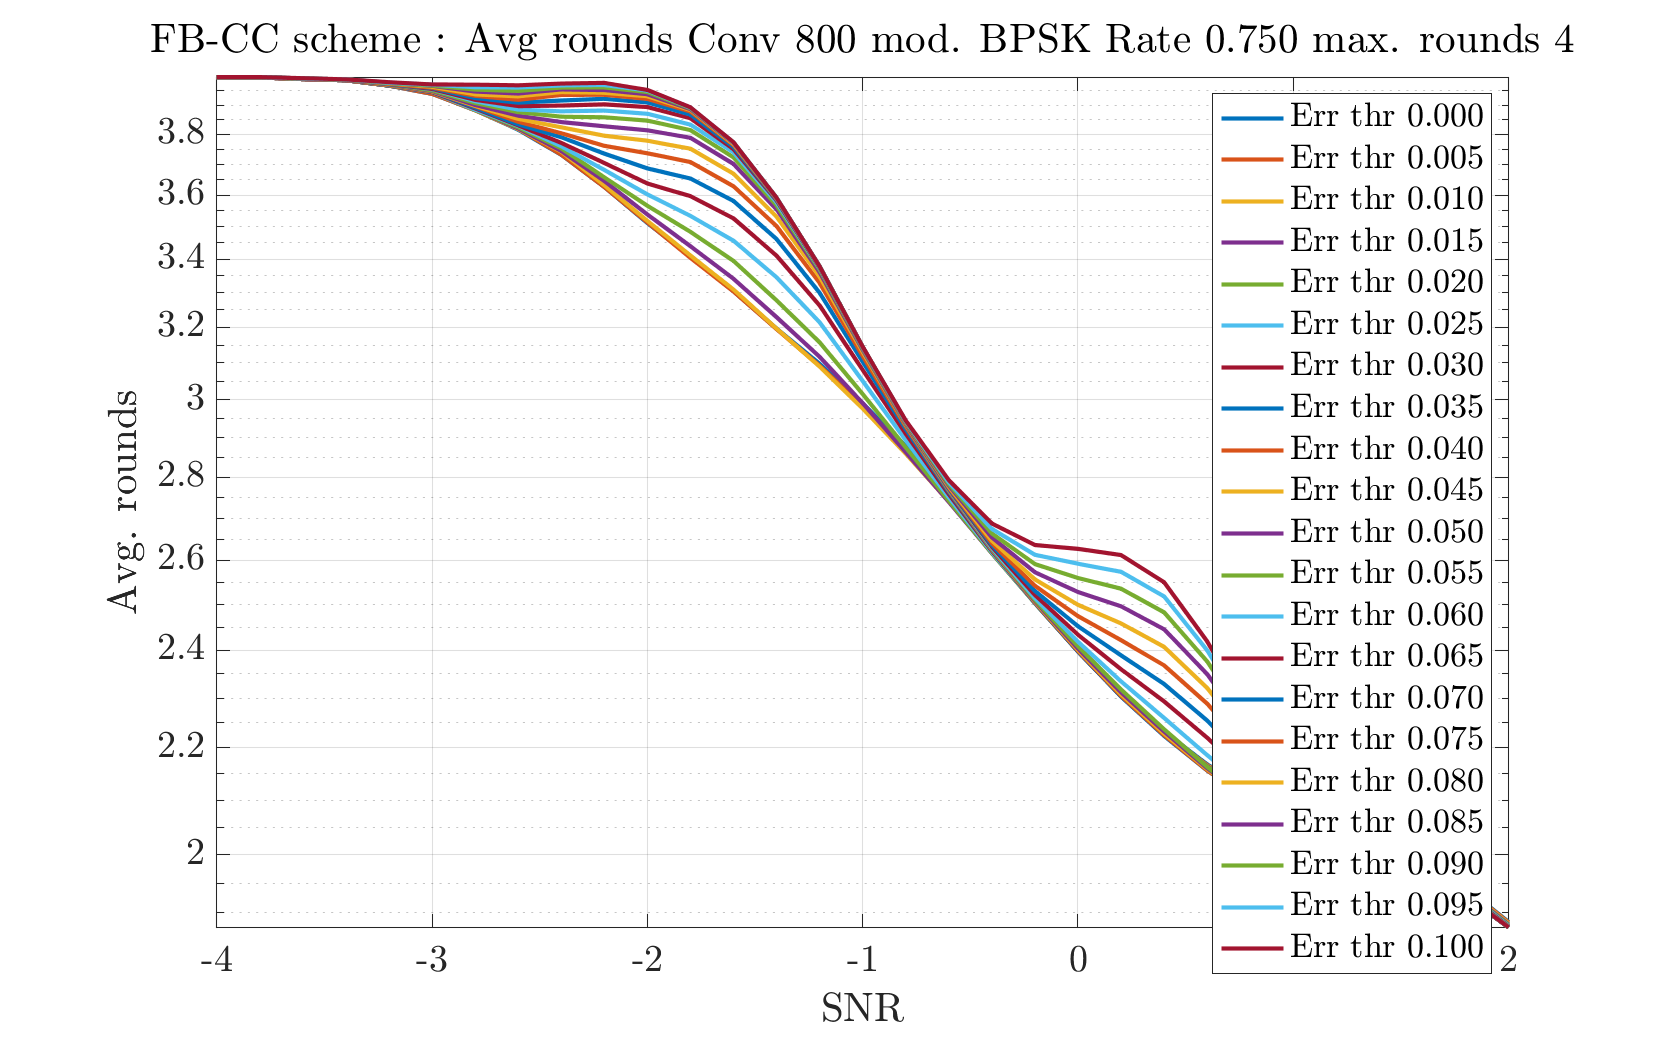 FB-CC scheme : Avg rounds Conv 800 mod. BPSK Rate 0.750 max. rounds 4
Avg. rounds
3.8
3.6
3.4
3.2
3
2.8
2.6
2.4
2.2
2
-4
-3
-2
-1
0
2
SNR
Err thr 0.000
Err thr 0.005
Err thr 0.010
Err thr 0.015
Err thr 0.020
Err thr 0.025
Err thr 0.030
Err thr 0.035
Err thr 0.040
Err thr 0.045
Err thr 0.050
Err thr 0.055
Err thr 0.060
Err thr 0.065
Err thr 0.070
Err thr 0.075
Err thr 0.080
Err thr 0.085
Err thr 0.090
Err thr 0.095
Err thr 0.100